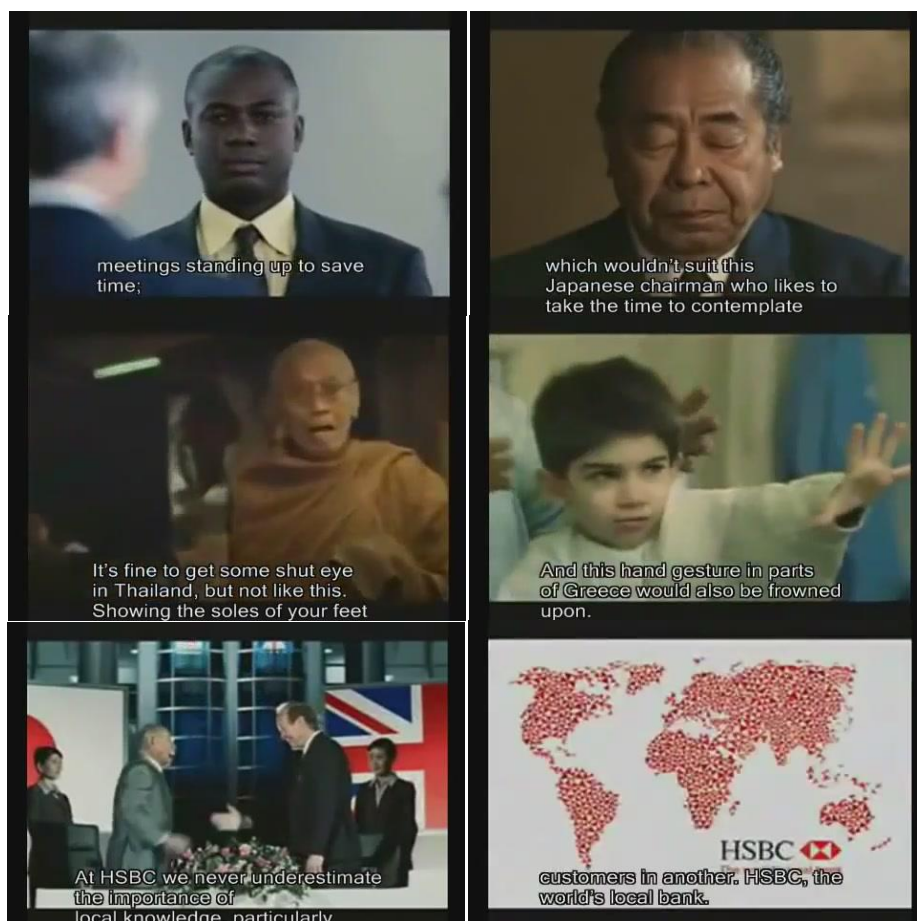 meetings standing up to save
time;
which wouldn't suit this
Japanese chairman who likes to
take the time to contemplate
It's fine to get some shut eye
in Thailand, but not like this.
Showing the soles of your feet
And this hand gesture in parts
of Greece would also be frowned
upon.
At HSBC we never underestimate
the importance of
local knowledge, particularly
HSBC
customers in another. HSBC, the
world's local bank.